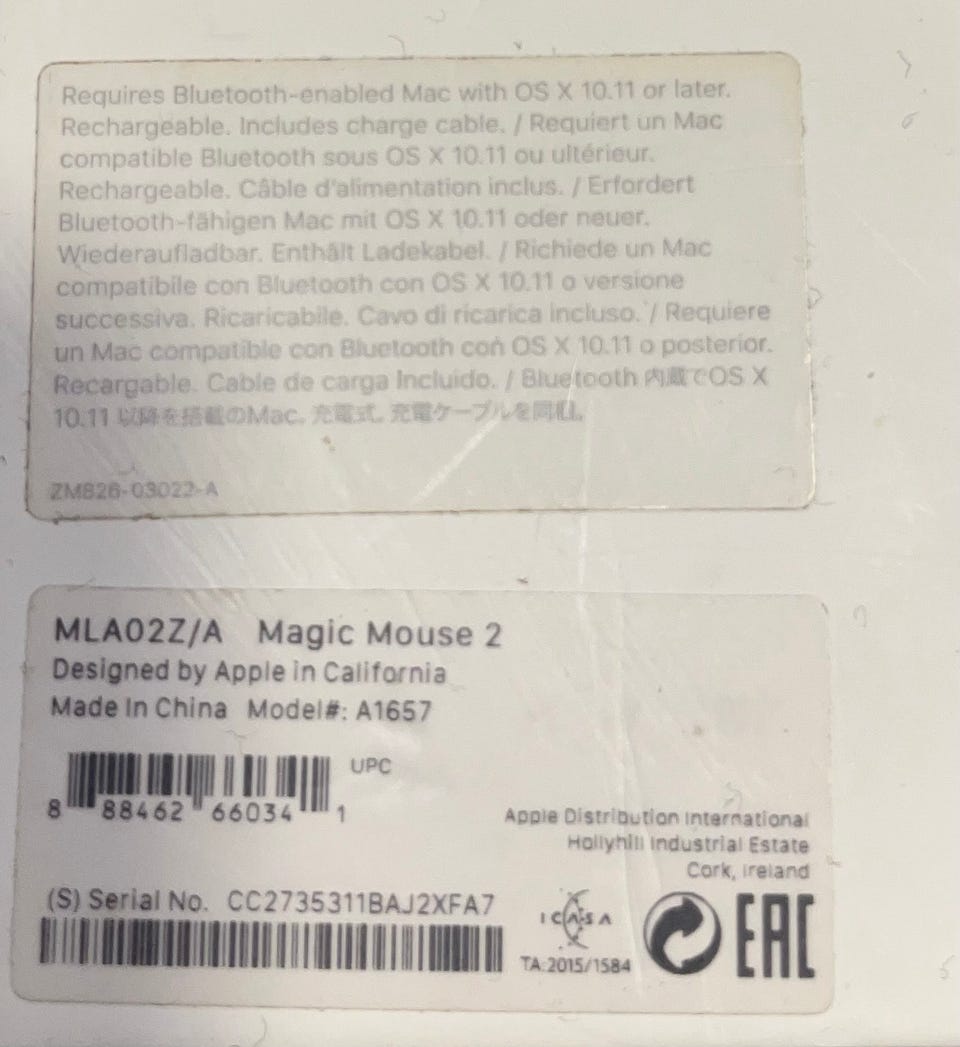 Requires Bluetooth-enabled Mac with OS X 10.11 or later.
Rechargeable. Includes charge cable. / Requiert un Mac
compatible Bluetooth sous OS X 10.11 ou ultérieur.
Rechargeable. Câble d'alimentation inclus. / Erfordert
Bluetooth-fähigen Mac mit OS X 10.11 oder neuer.
Wiederaufladbar. Enthält Ladekabel. / Richiede un Mac
compatibile con Bluetooth con OS X 10.11 o versione
successiva. Ricaricabile. Cavo di ricarica incluso. / Requiere
un Mac compatible con Bluetooth con OS X 10.11 o posterior.
Recargable. Cable de carga incluido. / Bluetooth 内蔵でOS X
10.11 以降を搭載のMac。充電式。充電ケーブルを同梱。
ZM826-03022-A
MLA02Z/A Magic Mouse 2
Designed by Apple in California
Made in China Model#: A1657
UPC
8 88462 66034 1
Apple Distribution International
Hollyhill Industrial Estate
Cork, Ireland
(S) Serial No. CC2735311BAJ2XFA7
ICASA
TA-2015/1584
EAC